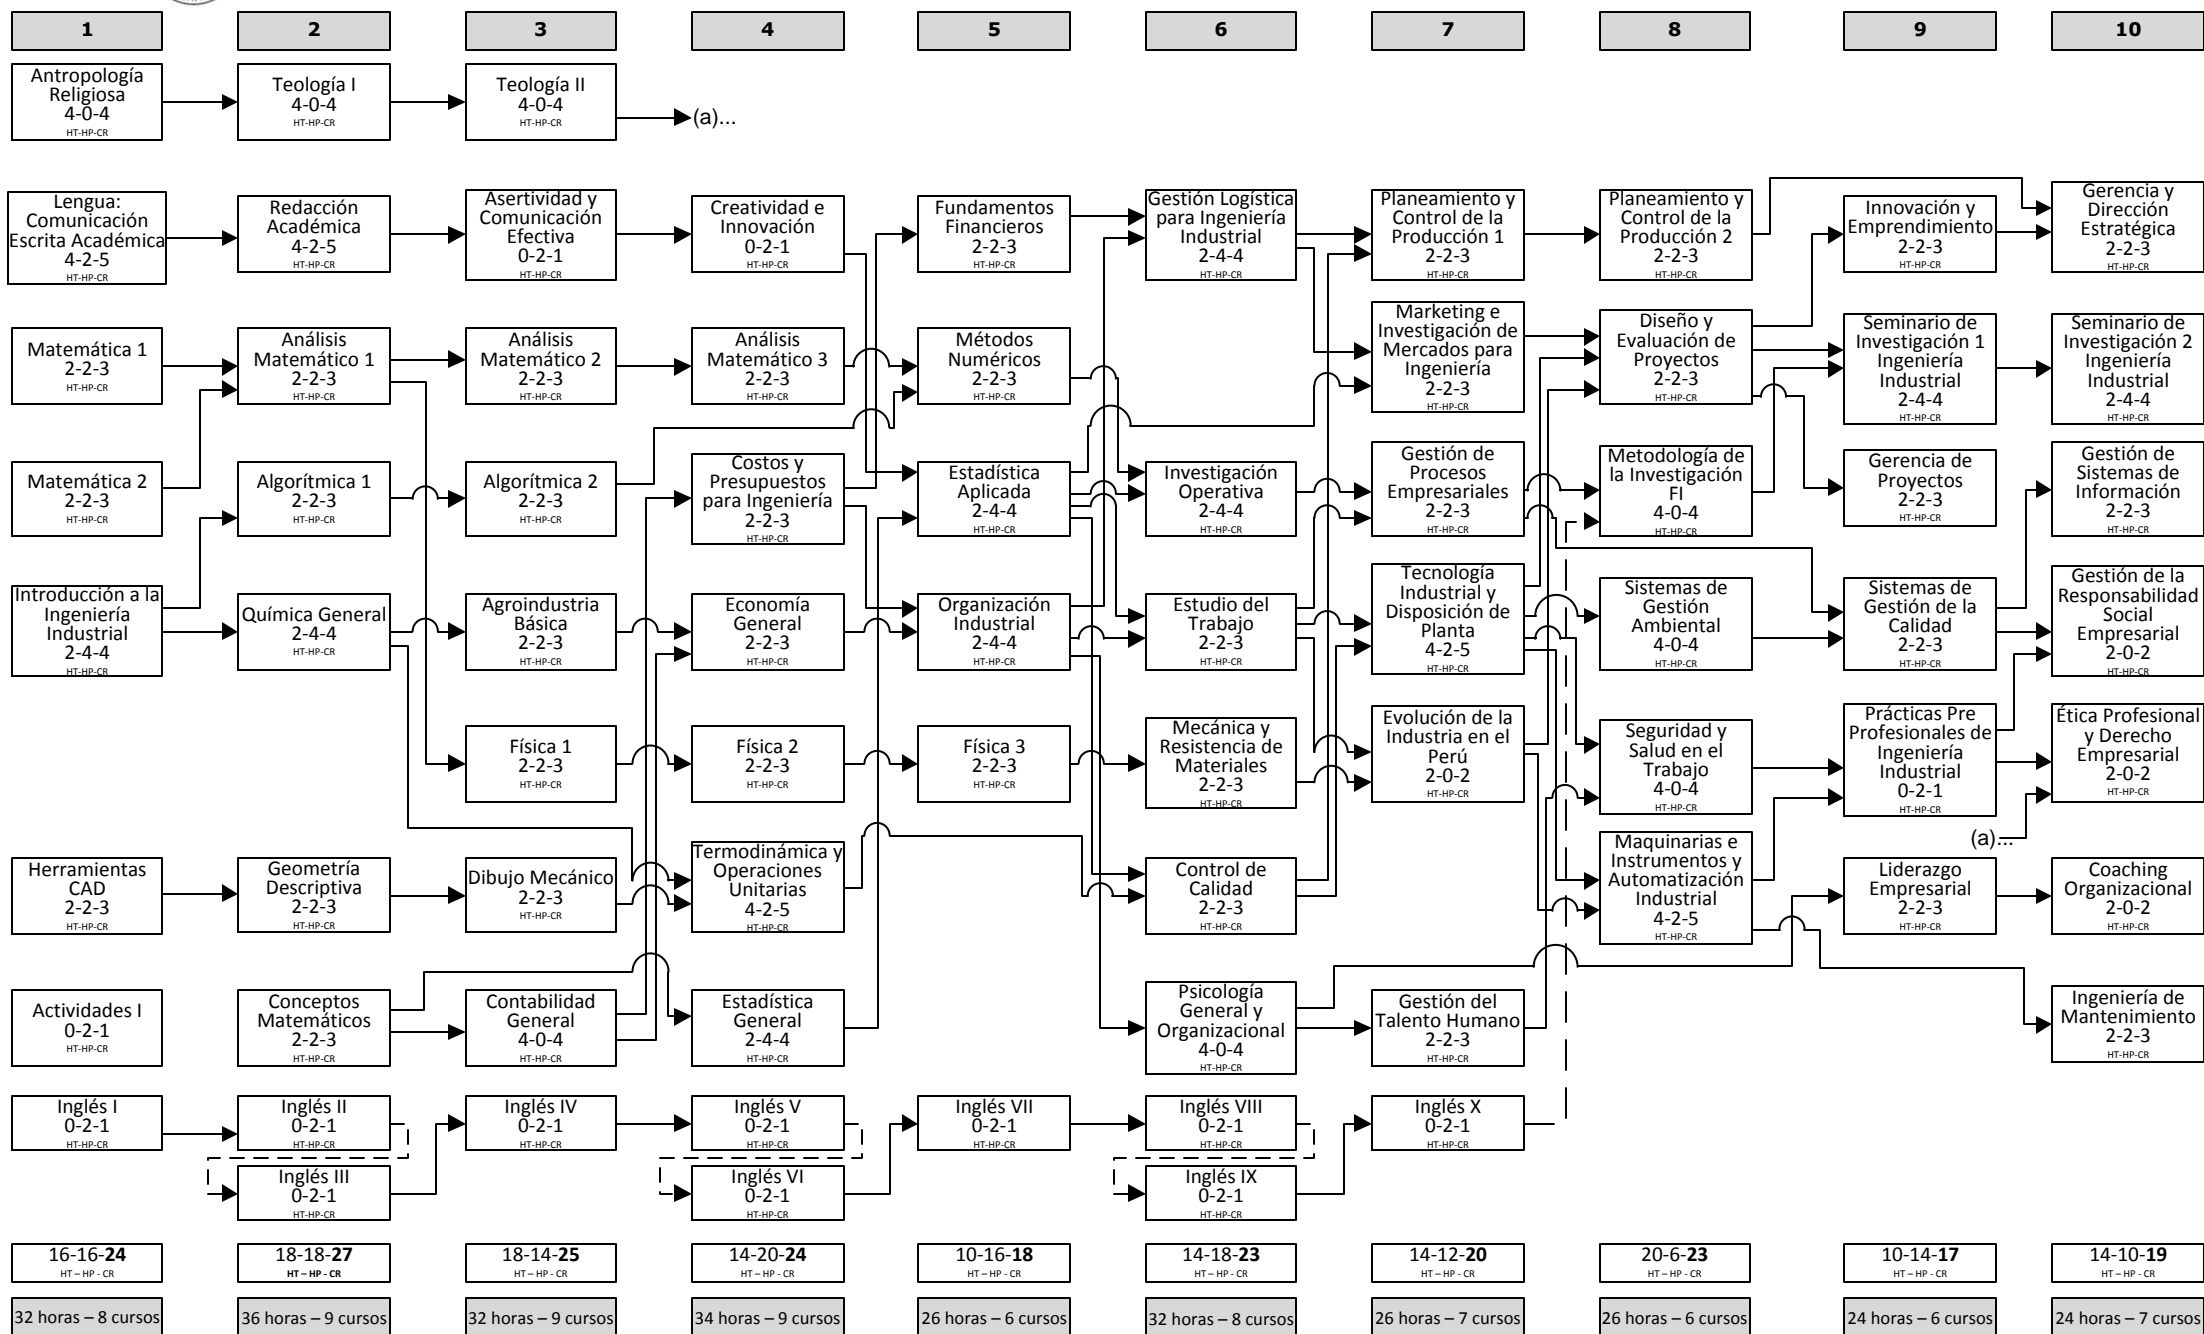 1
2
3
4
5
6
7
8
9
10
Antropología
Religiosa
4-0-4
HT-HP-CR
Teología I
4-0-4
HT-HP-CR
Teología II
4-0-4
HT-HP-CR
(a)...
Lengua:
Comunicación
Escrita Académica
4-2-5
HT-HP-CR
Redacción
Académica
4-2-5
HT-HP-CR
Asertividad y
Comunicación
Efectiva
0-2-1
HT-HP-CR
Creatividad e
Innovación
0-2-1
HT-HP-CR
Fundamentos
Financieros
2-2-3
HT-HP-CR
Gestión Logística
para Ingeniería
Industrial
2-4-4
HT-HP-CR
Planeamiento y
Control de la
Producción 1
2-2-3
HT-HP-CR
Planeamiento y
Control de la
Producción 2
2-2-3
HT-HP-CR
Innovación y
Emprendimiento
2-2-3
HT-HP-CR
Gerencia y
Dirección
Estratégica
2-2-3
HT-HP-CR
Matemática 1
2-2-3
HT-HP-CR
Análisis
Matemático 1
2-2-3
HT-HP-CR
Análisis
Matemático 2
2-2-3
HT-HP-CR
Análisis
Matemático 3
2-2-3
HT-HP-CR
Métodos
Numéricos
2-2-3
HT-HP-CR
Marketing e
Investigación de
Mercados para
Ingeniería
2-2-3
HT-HP-CR
Diseño y
Evaluación de
Proyectos
2-2-3
HT-HP-CR
Seminario de
Investigación 1
Ingeniería
Industrial
2-4-4
HT-HP-CR
Seminario de
Investigación 2
Ingeniería
Industrial
2-4-4
HT-HP-CR
Matemática 2
2-2-3
HT-HP-CR
Algorítmica 1
2-2-3
HT-HP-CR
Algorítmica 2
2-2-3
HT-HP-CR
Costos y
Presupuestos
para Ingeniería
2-2-3
HT-HP-CR
Estadística
Aplicada
2-4-4
HT-HP-CR
Investigación
Operativa
2-4-4
HT-HP-CR
Gestión de
Procesos
Empresariales
2-2-3
HT-HP-CR
Metodología de
la Investigación
FI
4-0-4
HT-HP-CR
Gerencia de
Proyectos
2-2-3
HT-HP-CR
Gestión de
Sistemas de
Información
2-2-3
HT-HP-CR
Introducción a la
Ingeniería
Industrial
2-4-4
HT-HP-CR
Química General
2-4-4
HT-HP-CR
Agroindustria
Básica
2-2-3
HT-HP-CR
Economía
General
2-2-3
HT-HP-CR
Organización
Industrial
2-4-4
HT-HP-CR
Estudio del
Trabajo
2-2-3
HT-HP-CR
Tecnología
Industrial y
Disposición de
Planta
4-2-5
HT-HP-CR
Sistemas de
Gestión
Ambiental
4-0-4
HT-HP-CR
Sistemas de
Gestión de la
Calidad
2-2-3
HT-HP-CR
Gestión de la
Responsabilidad
Social
Empresarial
2-0-2
HT-HP-CR
Física 1
2-2-3
HT-HP-CR
Física 2
2-2-3
HT-HP-CR
Física 3
2-2-3
HT-HP-CR
Mecánica y
Resistencia de
Materiales
2-2-3
HT-HP-CR
Evolución de la
Industria en el
Perú
2-0-2
HT-HP-CR
Seguridad y
Salud en el
Trabajo
4-0-4
HT-HP-CR
Prácticas Pre
Profesionales de
Ingeniería
Industrial
0-2-1
HT-HP-CR
Ética Profesional
y Derecho
Empresarial
2-0-2
HT-HP-CR
(a)...
Herramientas
CAD
2-2-3
HT-HP-CR
Geometría
Descriptiva
2-2-3
HT-HP-CR
Dibujo Mecánico
2-2-3
HT-HP-CR
Termodinámica y
Operaciones
Unitarias
4-2-5
HT-HP-CR
Control de
Calidad
2-2-3
HT-HP-CR
Maquinarias e
Instrumentos y
Automatización
Industrial
4-2-5
HT-HP-CR
Liderazgo
Empresarial
2-2-3
HT-HP-CR
Coaching
Organizacional
2-0-2
HT-HP-CR
Actividades I
0-2-1
HT-HP-CR
Conceptos
Matemáticos
2-2-3
HT-HP-CR
Contabilidad
General
4-0-4
HT-HP-CR
Estadística
General
2-4-4
HT-HP-CR
Psicología
General y
Organizacional
4-0-4
HT-HP-CR
Gestión del
Talento Humano
2-2-3
HT-HP-CR
Ingeniería de
Mantenimiento
2-2-3
HT-HP-CR
Inglés I
0-2-1
HT-HP-CR
Inglés II
0-2-1
HT-HP-CR
Inglés IV
0-2-1
HT-HP-CR
Inglés V
0-2-1
HT-HP-CR
Inglés VII
0-2-1
HT-HP-CR
Inglés VIII
0-2-1
HT-HP-CR
Inglés X
0-2-1
HT-HP-CR
Inglés III
0-2-1
HT-HP-CR
Inglés VI
0-2-1
HT-HP-CR
Inglés IX
0-2-1
HT-HP-CR
16-16-24
HT – HP - CR
18-18-27
HT – HP - CR
18-14-25
HT – HP - CR
14-20-24
HT – HP - CR
10-16-18
HT – HP - CR
14-18-23
HT – HP - CR
14-12-20
HT – HP - CR
20-6-23
HT – HP - CR
10-14-17
HT – HP - CR
14-10-19
HT – HP - CR
32 horas – 8 cursos
36 horas – 9 cursos
32 horas – 9 cursos
34 horas – 9 cursos
26 horas – 6 cursos
32 horas – 8 cursos
26 horas – 7 cursos
26 horas – 6 cursos
24 horas – 6 cursos
24 horas – 7 cursos